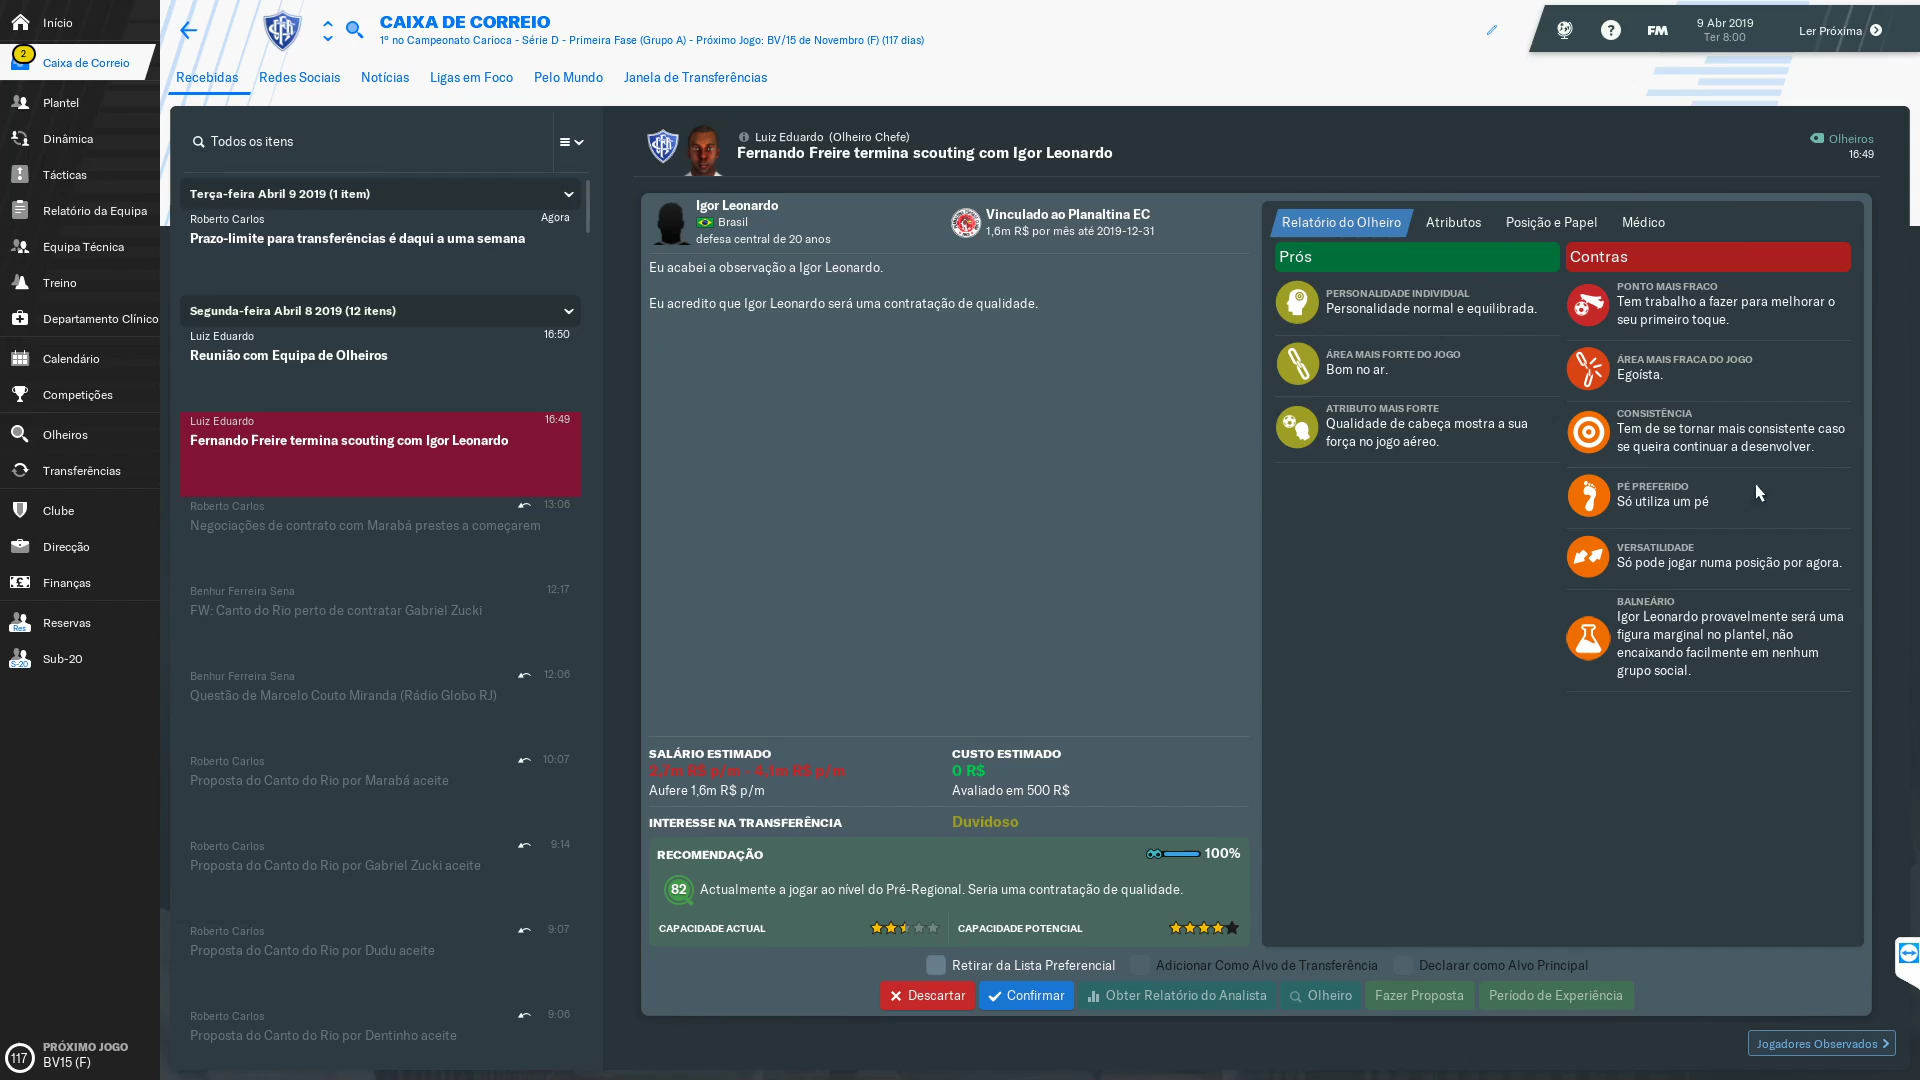 Início
2
Caixa de Correio
Plantel
Dinâmica
Tácticas
Relatório da Equipa
Equipa Técnica
Treino
Departamento Clínico
Calendário
Competições
Olheiros
Transferências
Clube
Direcção
Finanças
Res
Reservas
S-20
Sub-20
117
PRÓXIMO JOGO
BV15 (F)
CAIXA DE CORREIO
1º no Campeonato Carioca - Série D - Primeira Fase (Grupo A) - Próximo Jogo: BV/15 de Novembro (F) (117 dias)
FM
9 Abr 2019
Ter 8:00
Ler Próxima
Recebidas
Redes Sociais
Notícias
Ligas em Foco
Pelo Mundo
Janela de Transferências
Todos os itens
Terça-feira Abril 9 2019 (1 item)
Roberto Carlos
Agora
Prazo-limite para transferências é daqui a uma semana
Segunda-feira Abril 8 2019 (12 itens)
Luiz Eduardo
16:50
Reunião com Equipa de Olheiros
Luiz Eduardo
16:49
Fernando Freire termina scouting com Igor Leonardo
Roberto Carlos
13:06
Negociações de contrato com Marabá prestes a começarem
Benhur Ferreira Sena
12:17
FW: Canto do Rio perto de contratar Gabriel Zucki
Benhur Ferreira Sena
12:06
Questão de Marcelo Couto Miranda (Rádio Globo RJ)
Roberto Carlos
10:07
Proposta do Canto do Rio por Marabá aceite
Roberto Carlos
9:14
Proposta do Canto do Rio por Gabriel Zucki aceite
Roberto Carlos
9:07
Proposta do Canto do Rio por Dudu aceite
Roberto Carlos
9:06
Proposta do Canto do Rio por Dentinho aceite
Luiz Eduardo (Olheiro Chefe)
Fernando Freire termina scouting com Igor Leonardo
Olheiros
16:49
Igor Leonardo
Brasil
defesa central de 20 anos
Vinculado ao Planaltina EC
1,6m R$ por mês até 2019-12-31
Eu acabei a observação a Igor Leonardo.
Eu acredito que Igor Leonardo será uma contratação de qualidade.
SALÁRIO ESTIMADO
Aufere 1,6m R$ p/m
CUSTO ESTIMADO
0 R$
Avaliado em 500 R$
INTERESSE NA TRANSFERÊNCIA
Duvidoso
RECOMENDAÇÃO
100%
82
Actualmente a jogar ao nível do Pré-Regional. Seria uma contratação de qualidade.
CAPACIDADE ACTUAL
CAPACIDADE POTENCIAL
Relatório do Olheiro
Atributos
Posição e Papel
Médico
Prós
PERSONALIDADE INDIVIDUAL
Personalidade normal e equilibrada.
ÁREA MAIS FORTE DO JOGO
Bom no ar.
ATRIBUTO MAIS FORTE
Qualidade de cabeça mostra a sua
força no jogo aéreo.
Contras
PONTO MAIS FRACO
Tem trabalho a fazer para melhorar o
seu primeiro toque.
ÁREA MAIS FRACA DO JOGO
Egoísta.
CONSISTÊNCIA
Tem de se tornar mais consistente caso
se queira continuar a desenvolver.
PÉ PREFERIDO
Só utiliza um pé
VERSATILIDADE
Só pode jogar numa posição por agora.
BALNEÁRIO
Igor Leonardo provavelmente será uma
figura marginal no plantel, não
encaixando facilmente em nenhum
grupo social.
Retirar da Lista Preferencial
Adicionar Como Alvo de Transferência
Declarar como Alvo Principal
Descartar
Confirmar
Obter Relatório do Analista
Olheiro
Fazer Proposta
Período de Experiência
Jogadores Observados